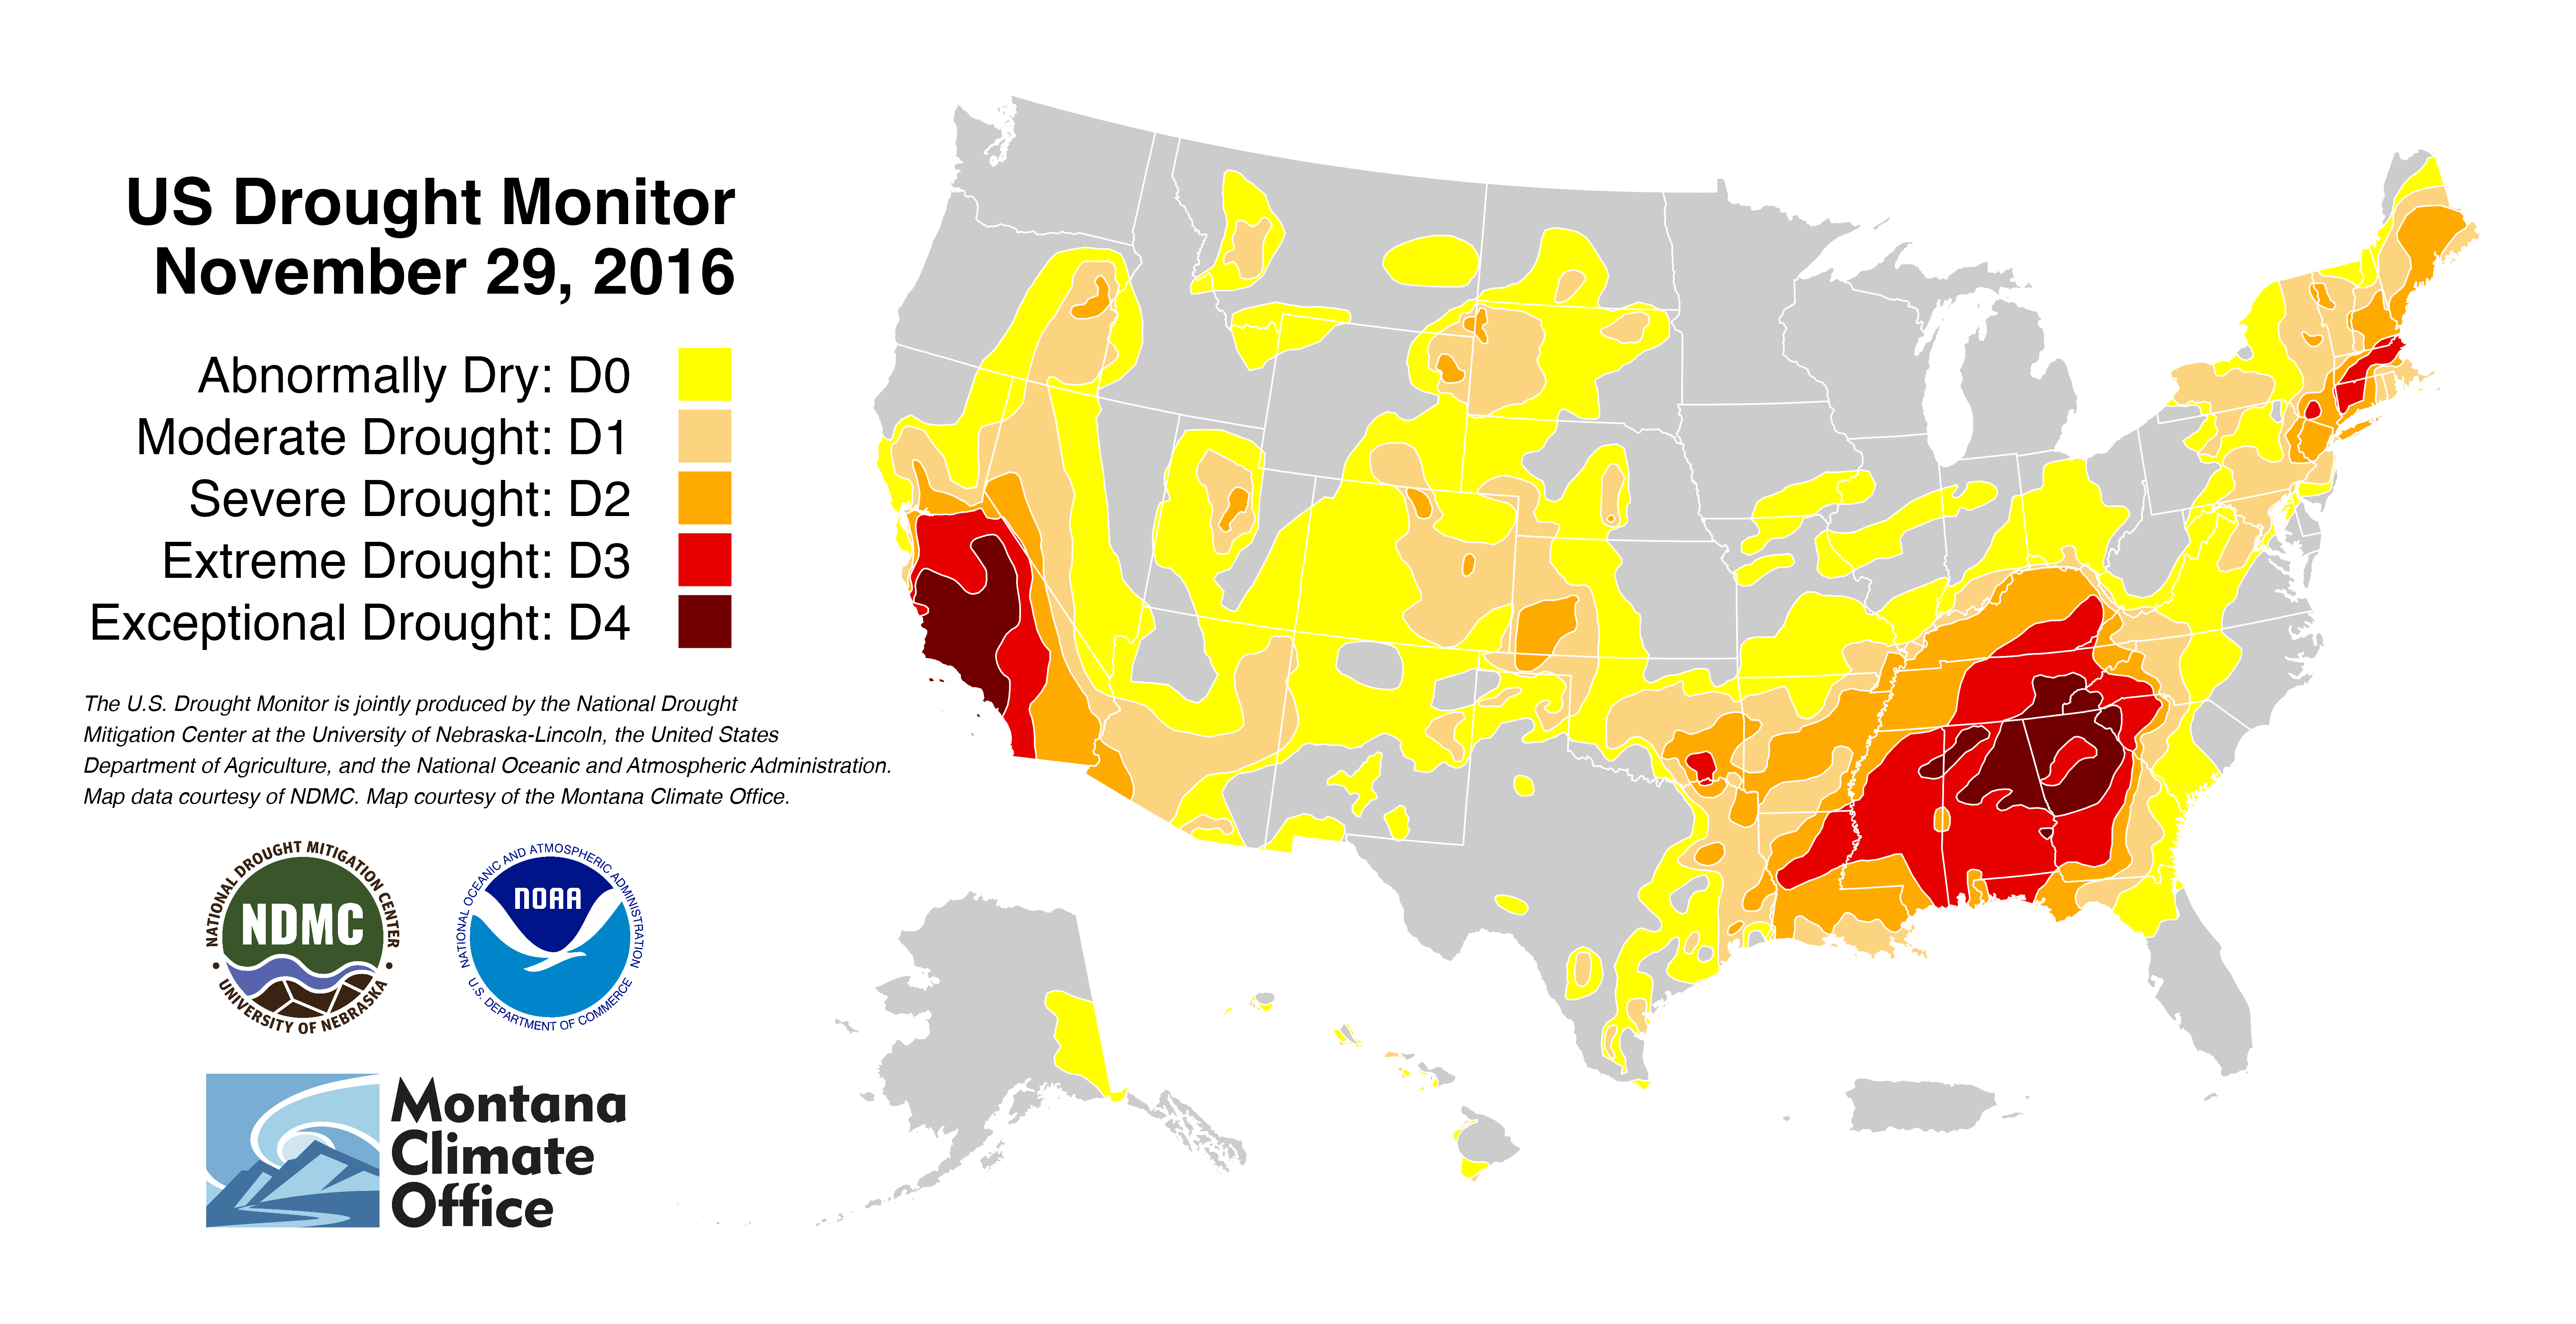 US Drought Monitor
November 29, 2016
Abnormally Dry: D0
Moderate Drought: D1
Severe Drought: D2
Extreme Drought: D3
Exceptional Drought: D4
The U.S. Drought Monitor is jointly produced by the National Drought
Mitigation Center at the University of Nebraska-Lincoln, the United States
Department of Agriculture, and the National Oceanic and Atmospheric Administration.
Map data courtesy of NDMC. Map courtesy of the Montana Climate Office.
NATIONAL DROUGHT MITIGATION CENTER
NDMC
• UNIVERSITY OF NEBRASKA •
NATIONAL OCEANIC AND ATMOSPHERIC ADMINISTRATION
NOAA
U.S. DEPARTMENT OF COMMERCE
Montana
Climate
Office